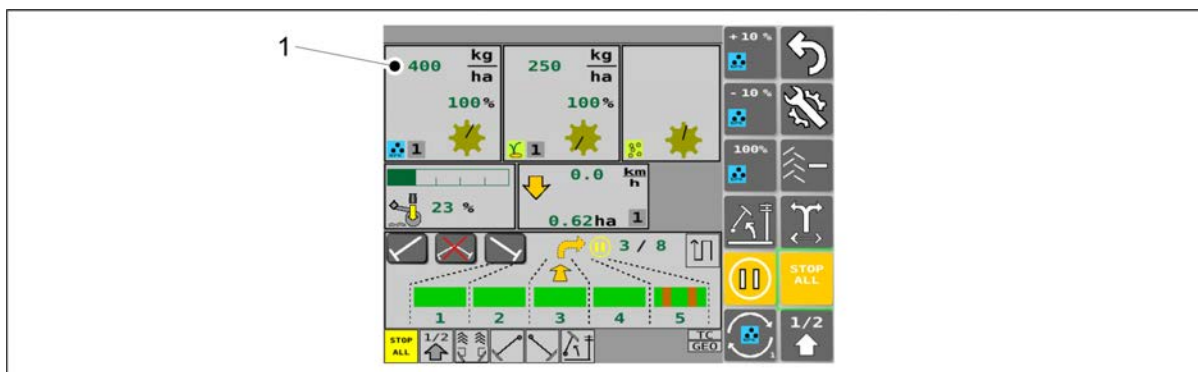 1
+10 %
400 kg
ha
250 kg
ha
100%
100%
- 10 %
1
1
100%
0.0 km
h
23 %
0.62ha 1
3 / 8
STOP
ALL
1 2 3 4 5
STOP
ALL
1/2
TC
GEO
1
1/2